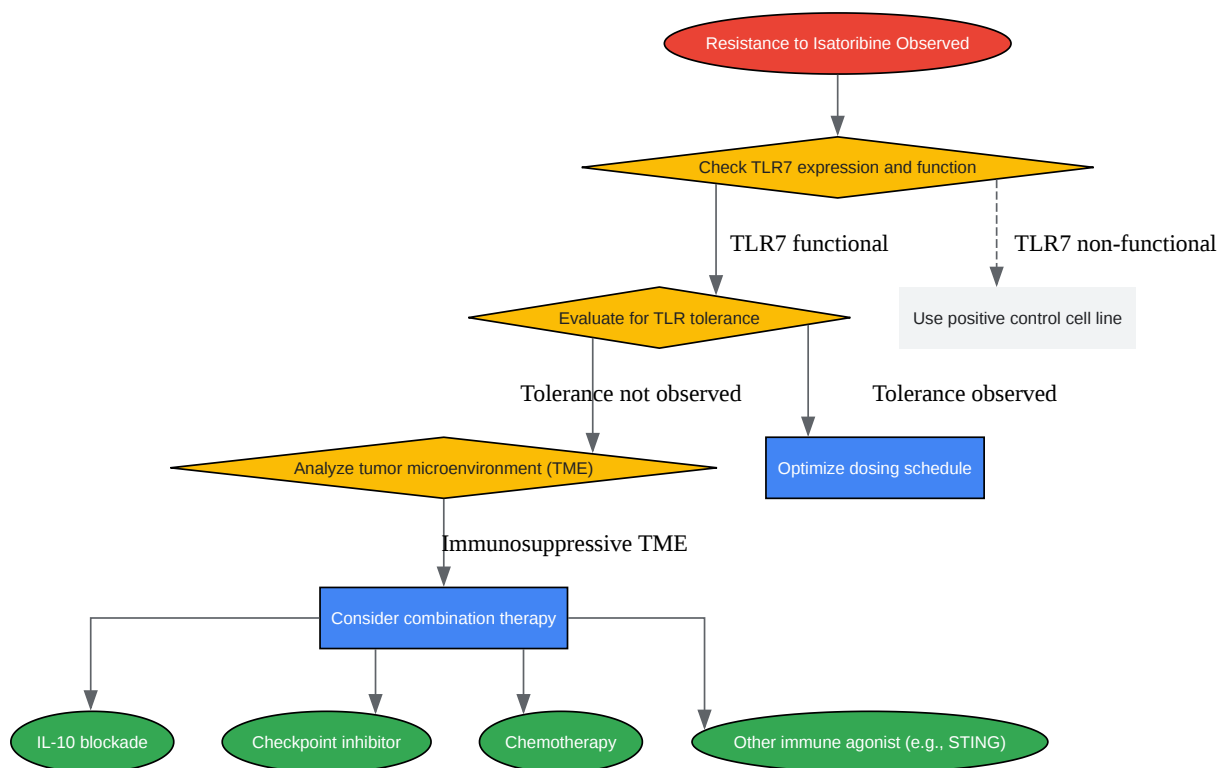 Resistance to Isatoribine Observed
Check TLR7 expression and function
TLR7 functional
TLR7 non-functional
Evaluate for TLR tolerance
Use positive control cell line
Tolerance not observed
Tolerance observed
Analyze tumor microenvironment (TME)
Optimize dosing schedule
Immunosuppressive TME
Consider combination therapy
IL-10 blockade
Checkpoint inhibitor
Chemotherapy
Other immune agonist (e.g., STING)